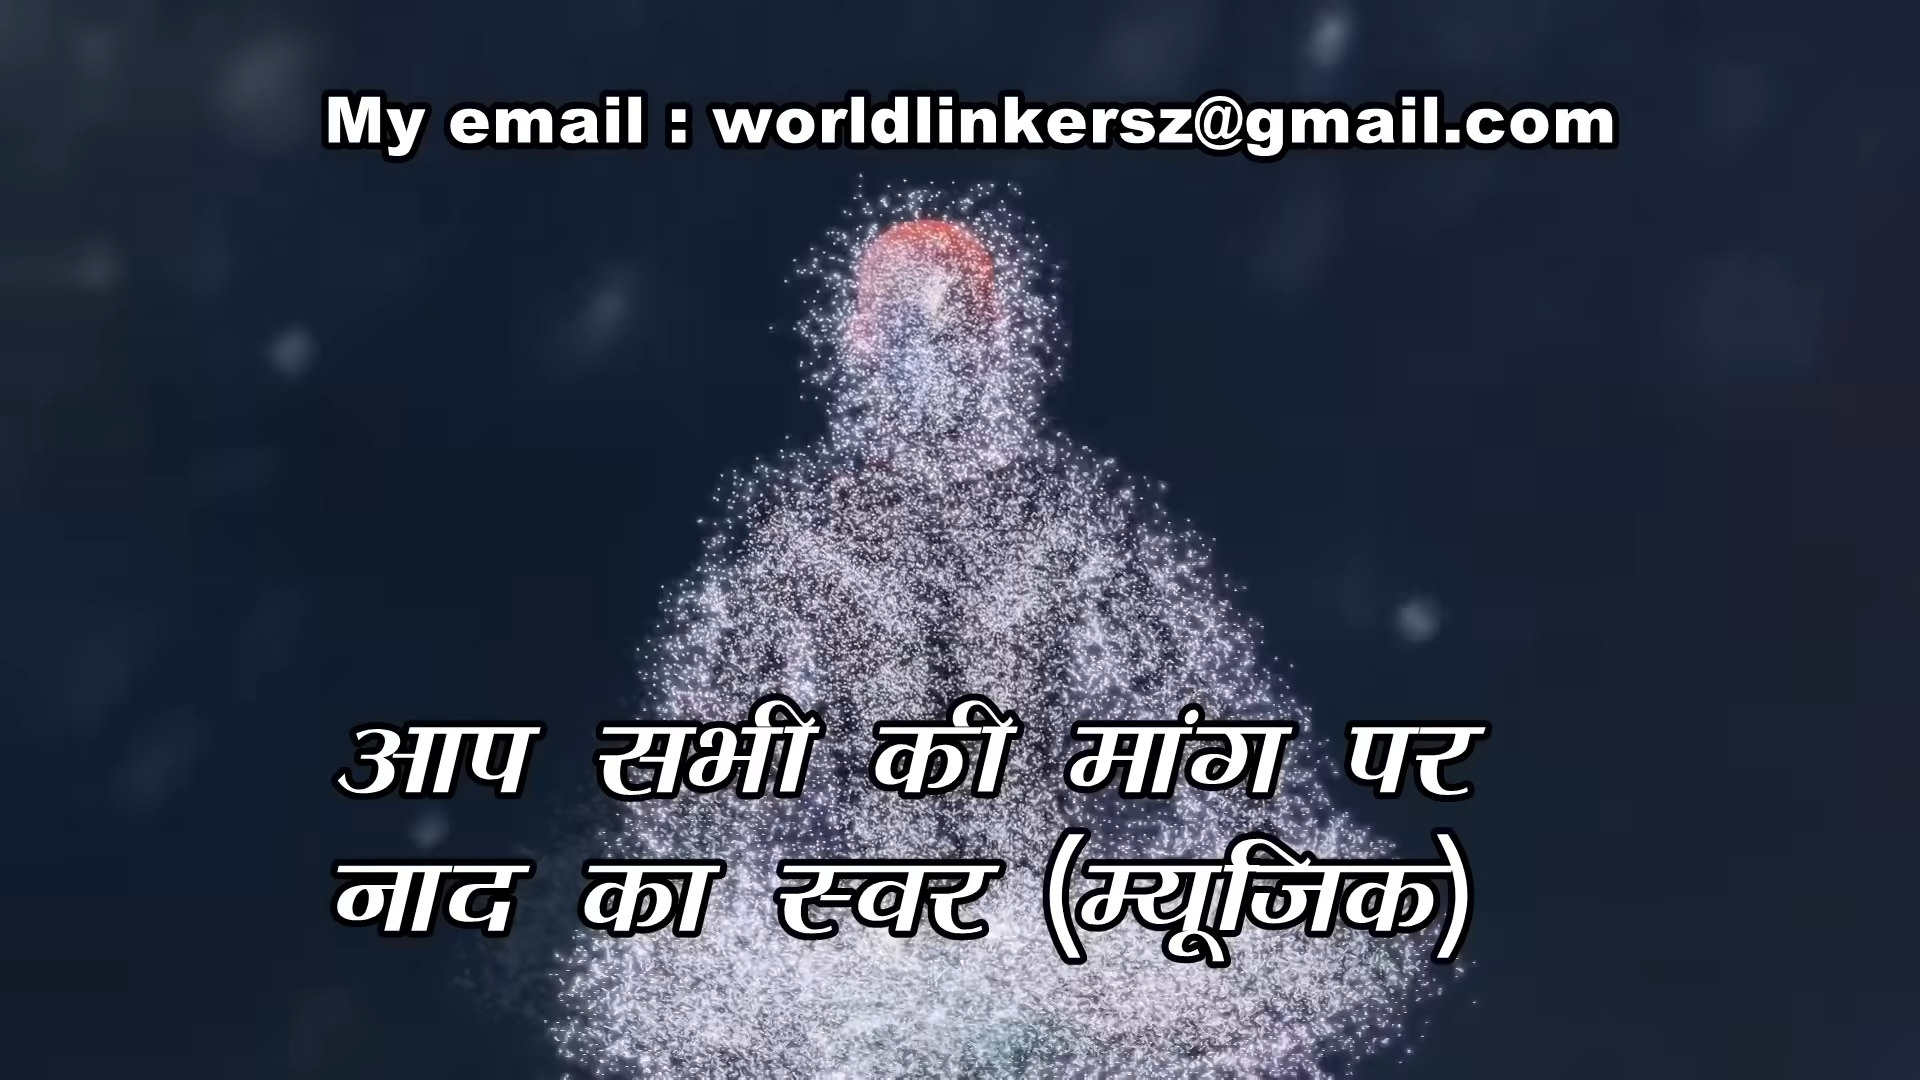 My email : worldlinkersz@gmail.com
आप सभी की मांग पर
नाद का स्वर (म्यूजिक)